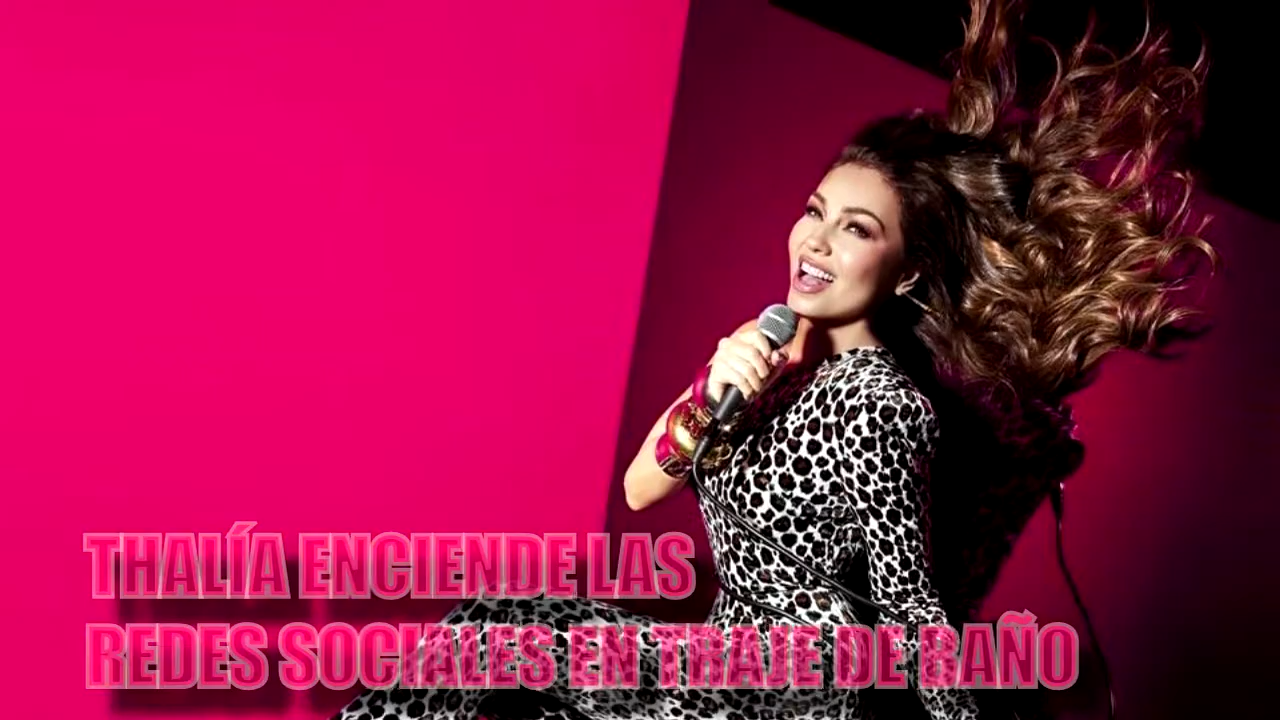 THALÍA ENCIENDE LAS
REDES SOCIALES EN TRAJE DE BAÑO